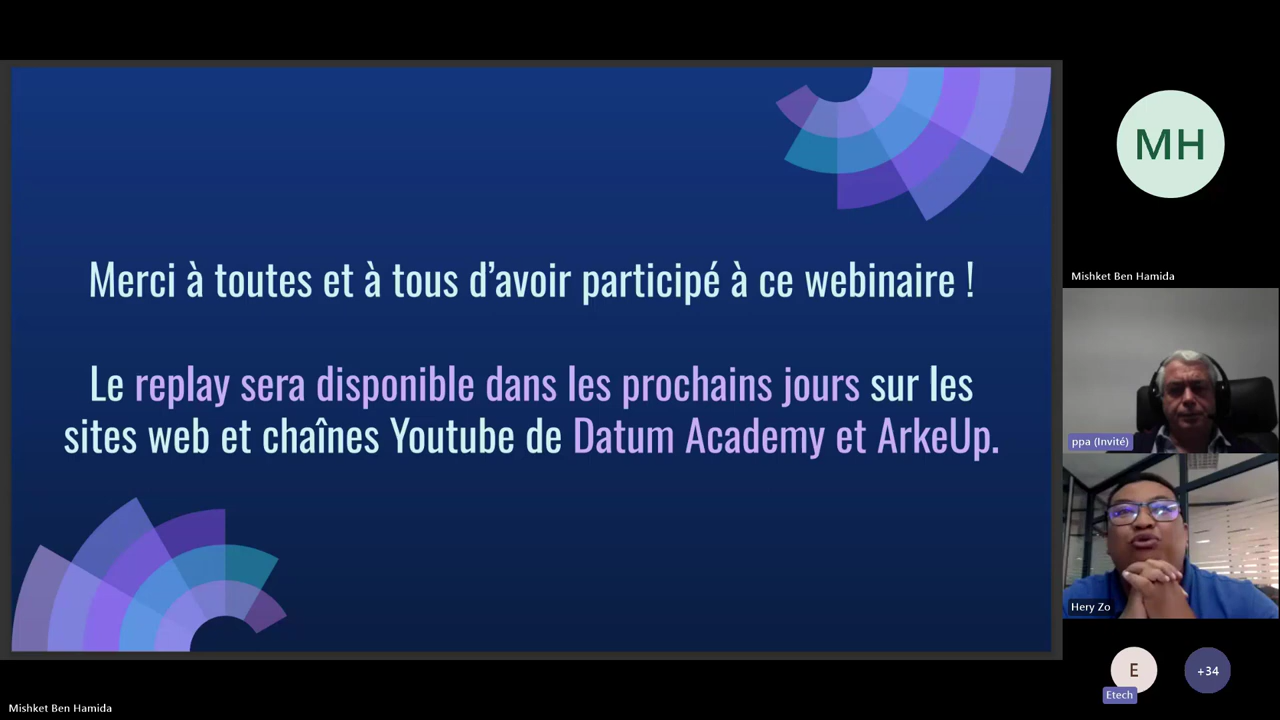 Merci à toutes et à tous d’avoir participé à ce webinaire !
Le replay sera disponible dans les prochains jours sur les
sites web et chaînes Youtube de Datum Academy et ArkeUp.
MH
Mishket Ben Hamida
ppa (Invité)
Hery Zo
E
Etech
+34
Mishket Ben Hamida